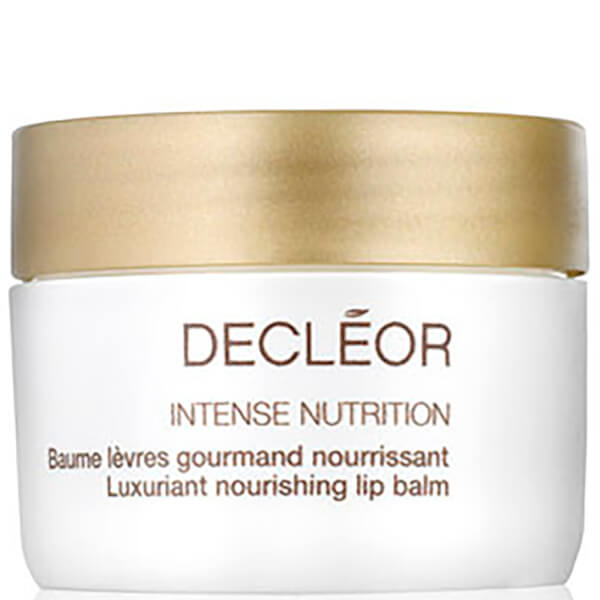 DECLÉOR
INTENSE NUTRITION
Baume lèvres gourmand nourrissant
Luxuriant nourishing lip balm